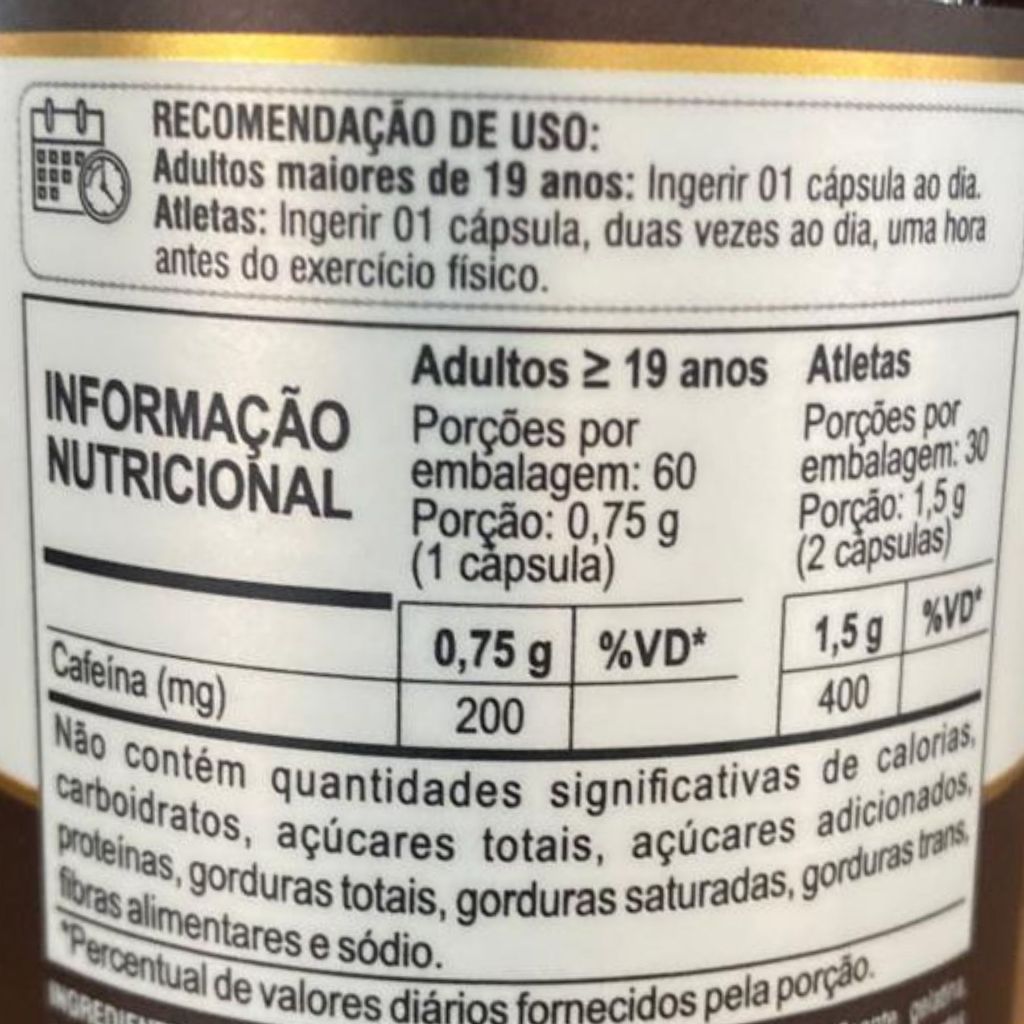 RECOMENDAÇÃO DE USO:
Adultos maiores de 19 anos: Ingerir 01 cápsula ao dia.
Atletas: Ingerir 01 cápsula, duas vezes ao dia, uma hora
antes do exercício físico.
INFORMAÇÃO
NUTRICIONAL
Adultos ≥ 19 anos
Porções por
embalagem: 60
Porção: 0,75 g
(1 cápsula)
Atletas
Porções por
embalagem: 30
Porção: 1,5 g
(2 cápsulas)
0,75 g %VD* 1,5 g %VD*
Cafeína (mg) 200 400
Não contém quantidades significativas de calorias,
carboidratos, açúcares totais, açúcares adicionados,
proteínas, gorduras totais, gorduras saturadas, gorduras trans,
fibras alimentares e sódio.
*Percentual de valores diários fornecidos pela porção.